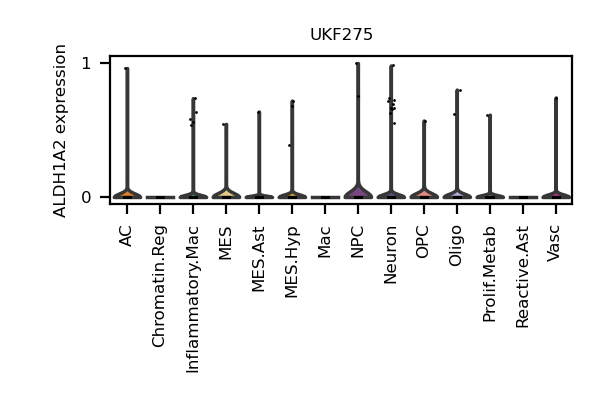 UKF275
ALDH1A2 expression
1
0
AC
Chromatin.Reg
Inflammatory.Mac
MES
MES.Ast
MES.Hyp
Mac
NPC
Neuron
OPC
Oligo
Prolif.Metab
Reactive.Ast
Vasc